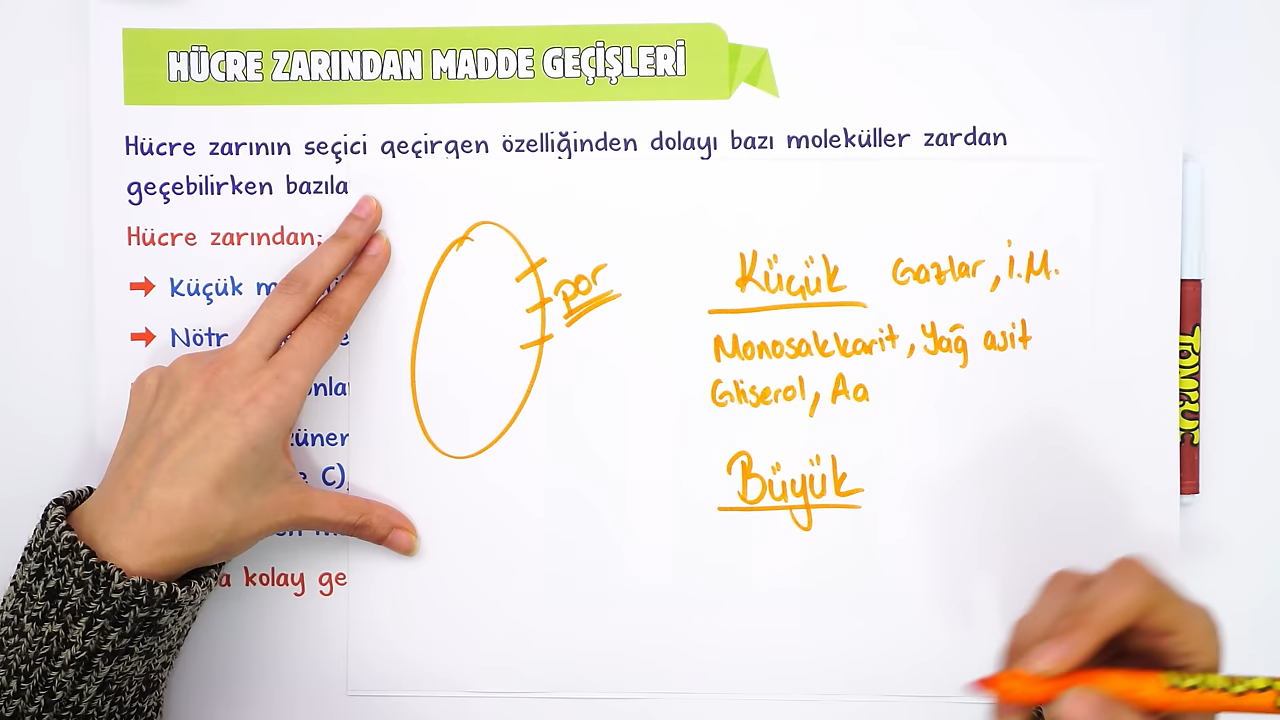 HÜCRE ZARINDAN MADDE GEÇİŞLERİ
Hücre zarının seçici geçirgen özelliğinden dolayı bazı moleküller zardan
geçebilirken bazıla
Hücre zarından;
Küçük m
Nötr
onla
züner
e C),
a kolay ge
por
Küçük Gazlar, İ.M.
Monosakkarit, Yağ asit
Gliserol, Aa
Büyük